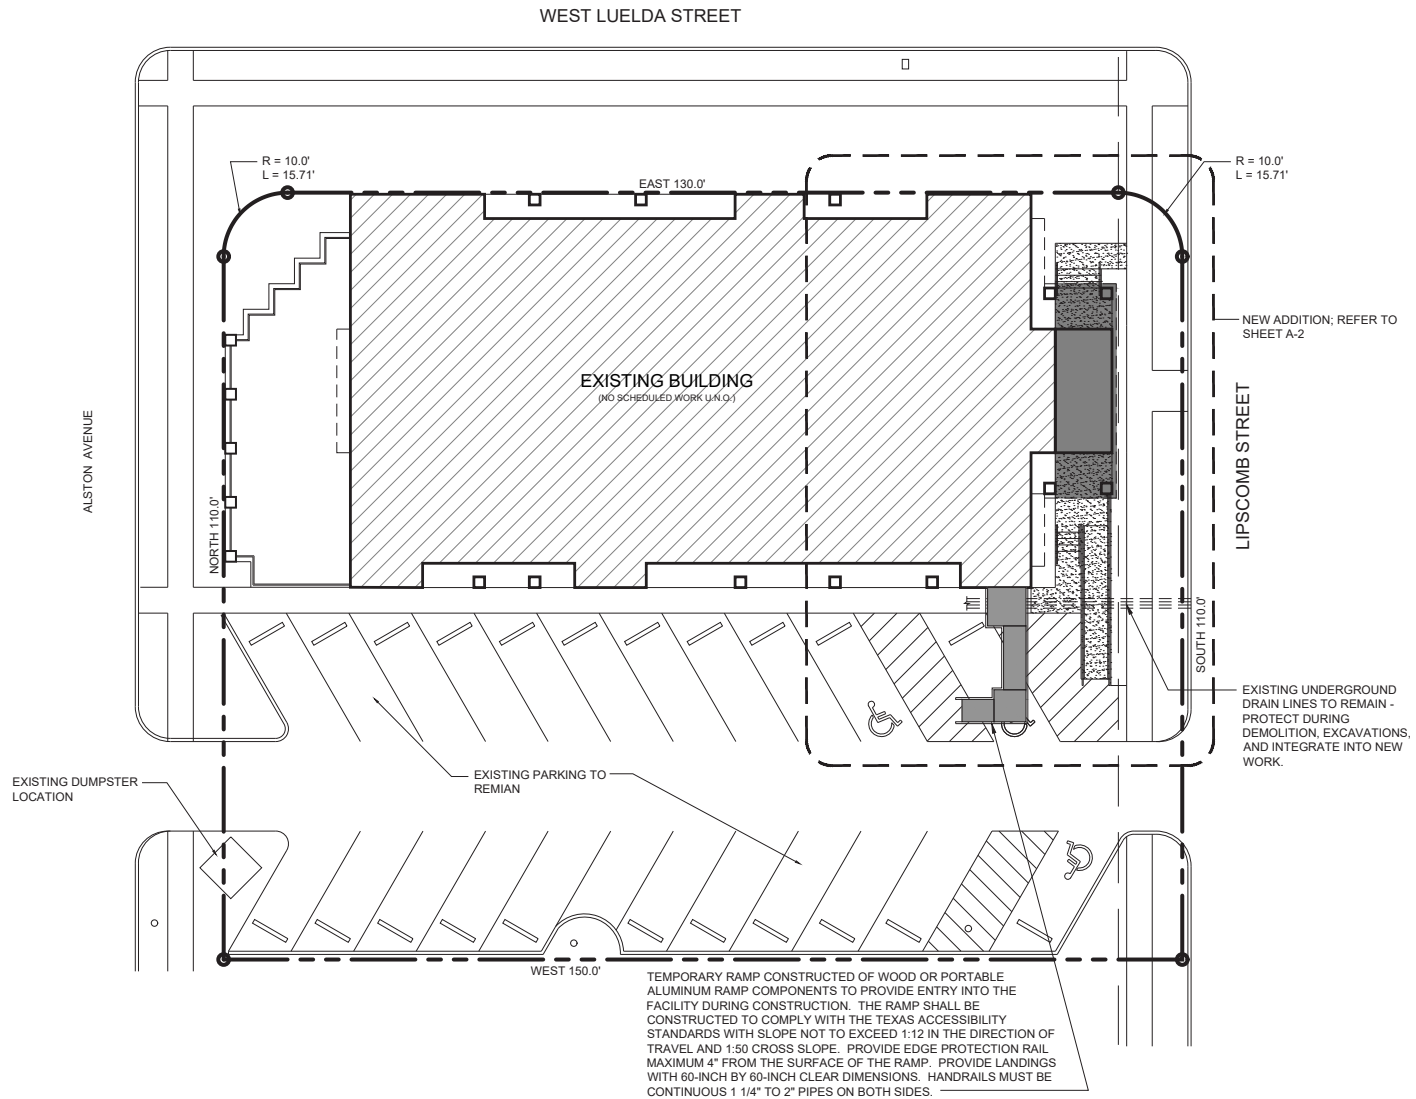 WEST LUELDA STREET
R = 10.0'
L = 15.71'
EAST 130.0'
R = 10.0'
L = 15.71'
NEW ADDITION; REFER TO
SHEET A-2
EXISTING BUILDING
(NO SCHEDULED WORK U.N.O.)
ALSTON AVENUE
NORTH 110.0'
LIPSCOMB STREET
SOUTH 110.0'
EXISTING UNDERGROUND
DRAIN LINES TO REMAIN -
PROTECT DURING
DEMOLITION, EXCAVATIONS,
AND INTEGRATE INTO NEW
WORK.
EXISTING DUMPSTER
LOCATION
EXISTING PARKING TO
REMIAN
WEST 150.0'
TEMPORARY RAMP CONSTRUCTED OF WOOD OR PORTABLE
ALUMINUM RAMP COMPONENTS TO PROVIDE ENTRY INTO THE
FACILITY DURING CONSTRUCTION. THE RAMP SHALL BE
CONSTRUCTED TO COMPLY WITH THE TEXAS ACCESSIBILITY
STANDARDS WITH SLOPE NOT TO EXCEED 1:12 IN THE DIRECTION OF
TRAVEL AND 1:50 CROSS SLOPE. PROVIDE EDGE PROTECTION RAIL
MAXIMUM 4" FROM THE SURFACE OF THE RAMP. PROVIDE LANDINGS
WITH 60-INCH BY 60-INCH CLEAR DIMENSIONS. HANDRAILS MUST BE
CONTINUOUS 1 1/4" TO 2" PIPES ON BOTH SIDES.